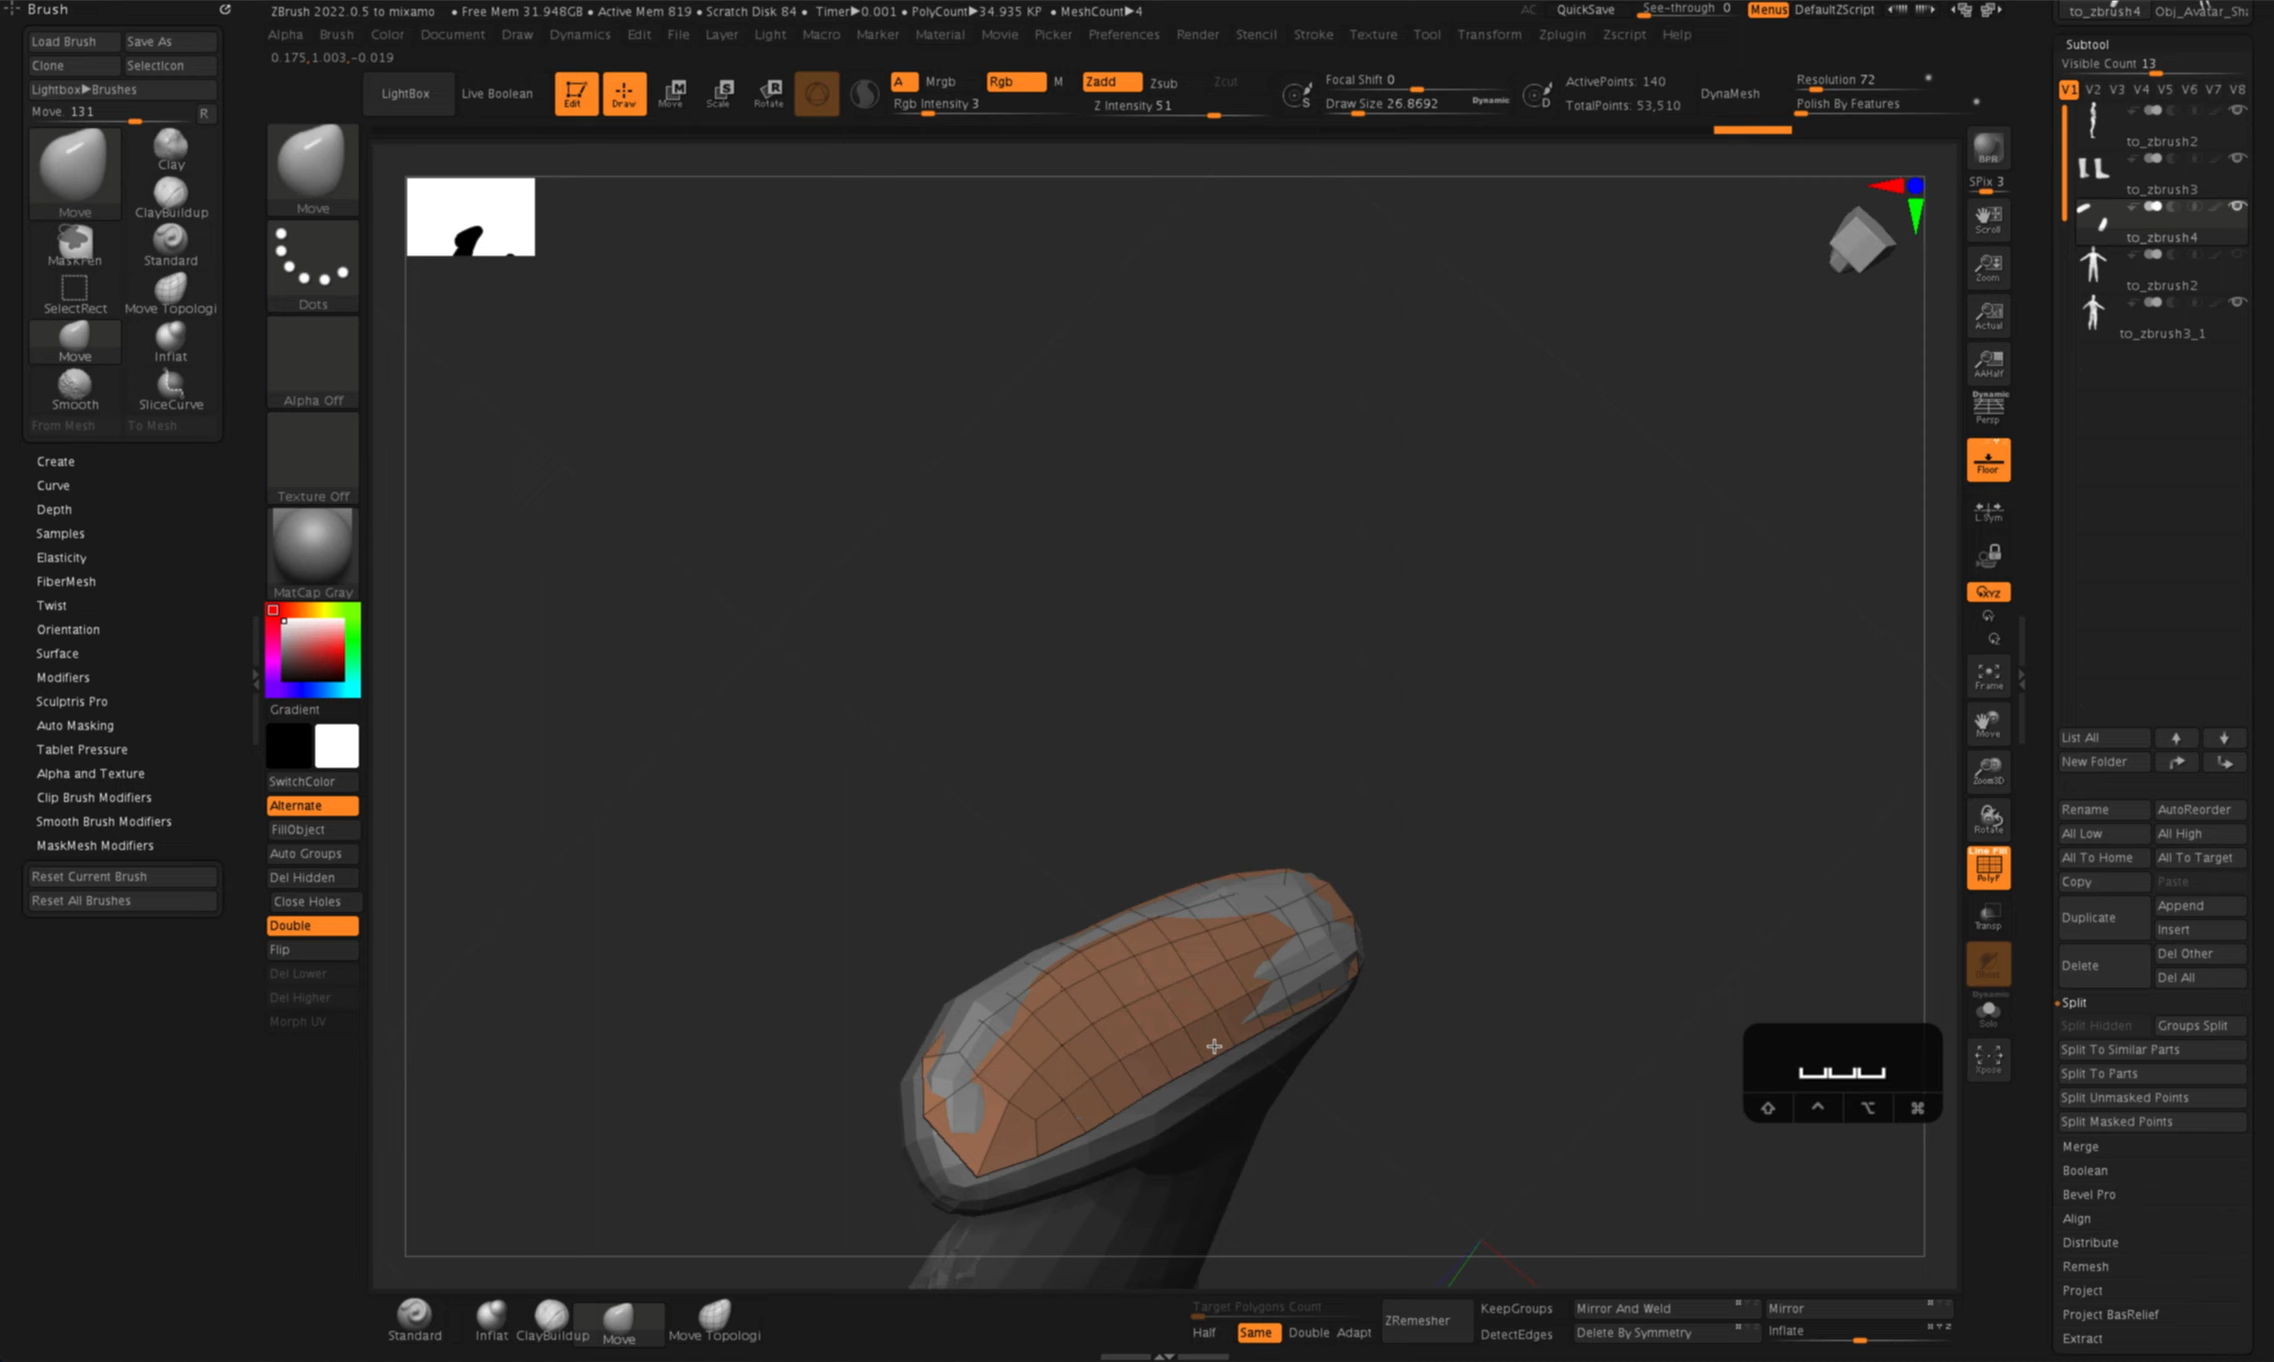 Brush
ZBrush 2022.0.5 to mixamo • Free Mem 31.948GB • Active Mem 819 • Scratch Disk 84 • Timer▶0.001 • PolyCount▶34.935 KP • MeshCount▶4
AC QuickSave See-through 0 Menus DefaultZScript
to_zbrush4 Obj_Avatar_Sha
Alpha Brush Color Document Draw Dynamics Edit File Layer Light Macro Marker Material Movie Picker Preferences Render Stencil Stroke Texture Tool Transform Zplugin Zscript Help
0.175,1.003,-0.019
Load Brush Save As
Clone SelectIcon
Lightbox▶Brushes
Move. 131 R
Move
Clay
ClayBuildup
MaskPen Standard
SelectRect Move Topologi
Move Inflat
Smooth SliceCurve
From Mesh To Mesh
Create
Curve
Depth
Samples
Elasticity
FiberMesh
Twist
Orientation
Surface
Modifiers
Sculptris Pro
Auto Masking
Tablet Pressure
Alpha and Texture
Clip Brush Modifiers
Smooth Brush Modifiers
MaskMesh Modifiers
Reset Current Brush
Reset All Brushes
LightBox Live Boolean Edit Draw Move Scale Rotate
A Mrgb Rgb M Zadd Zsub Zcut
Rgb Intensity 3 Z Intensity 51
Focal Shift 0
Draw Size 26.8692 Dynamic
ActivePoints: 140
TotalPoints: 53,510
DynaMesh
Resolution 72
Polish By Features
Move
Dots
Alpha Off
Texture Off
MatCap Gray
Gradient
SwitchColor
Alternate
FillObject
Auto Groups
Del Hidden
Close Holes
Double
Flip
Del Lower
Del Higher
Morph UV
BPR
SPix 3
Scroll
Zoom
Actual
AAHalf
Dynamic
Persp
Floor
L.Sym
XYZ
Frame
Move
Zoom3D
Rotate
Line Fill
PolyF
Transp
Ghost
Dynamic
Solo
Xpose
Subtool
Visible Count 13
V1 V2 V3 V4 V5 V6 V7 V8
to_zbrush2
to_zbrush3
to_zbrush4
to_zbrush2
to_zbrush3_1
List All
New Folder
Rename AutoReorder
All Low All High
All To Home All To Target
Copy Paste
Duplicate Append
Insert
Delete Del Other
Del All
Split
Split Hidden Groups Split
Split To Similar Parts
Split To Parts
Split Unmasked Points
Split Masked Points
Merge
Boolean
Bevel Pro
Align
Distribute
Remesh
Project
Project BasRelief
Extract
Standard Inflat ClayBuildup Move Move Topologi
Target Polygons Count
Half Same Double Adapt
ZRemesher
KeepGroups
DetectEdges
Mirror And Weld
Delete By Symmetry
Mirror
Inflate